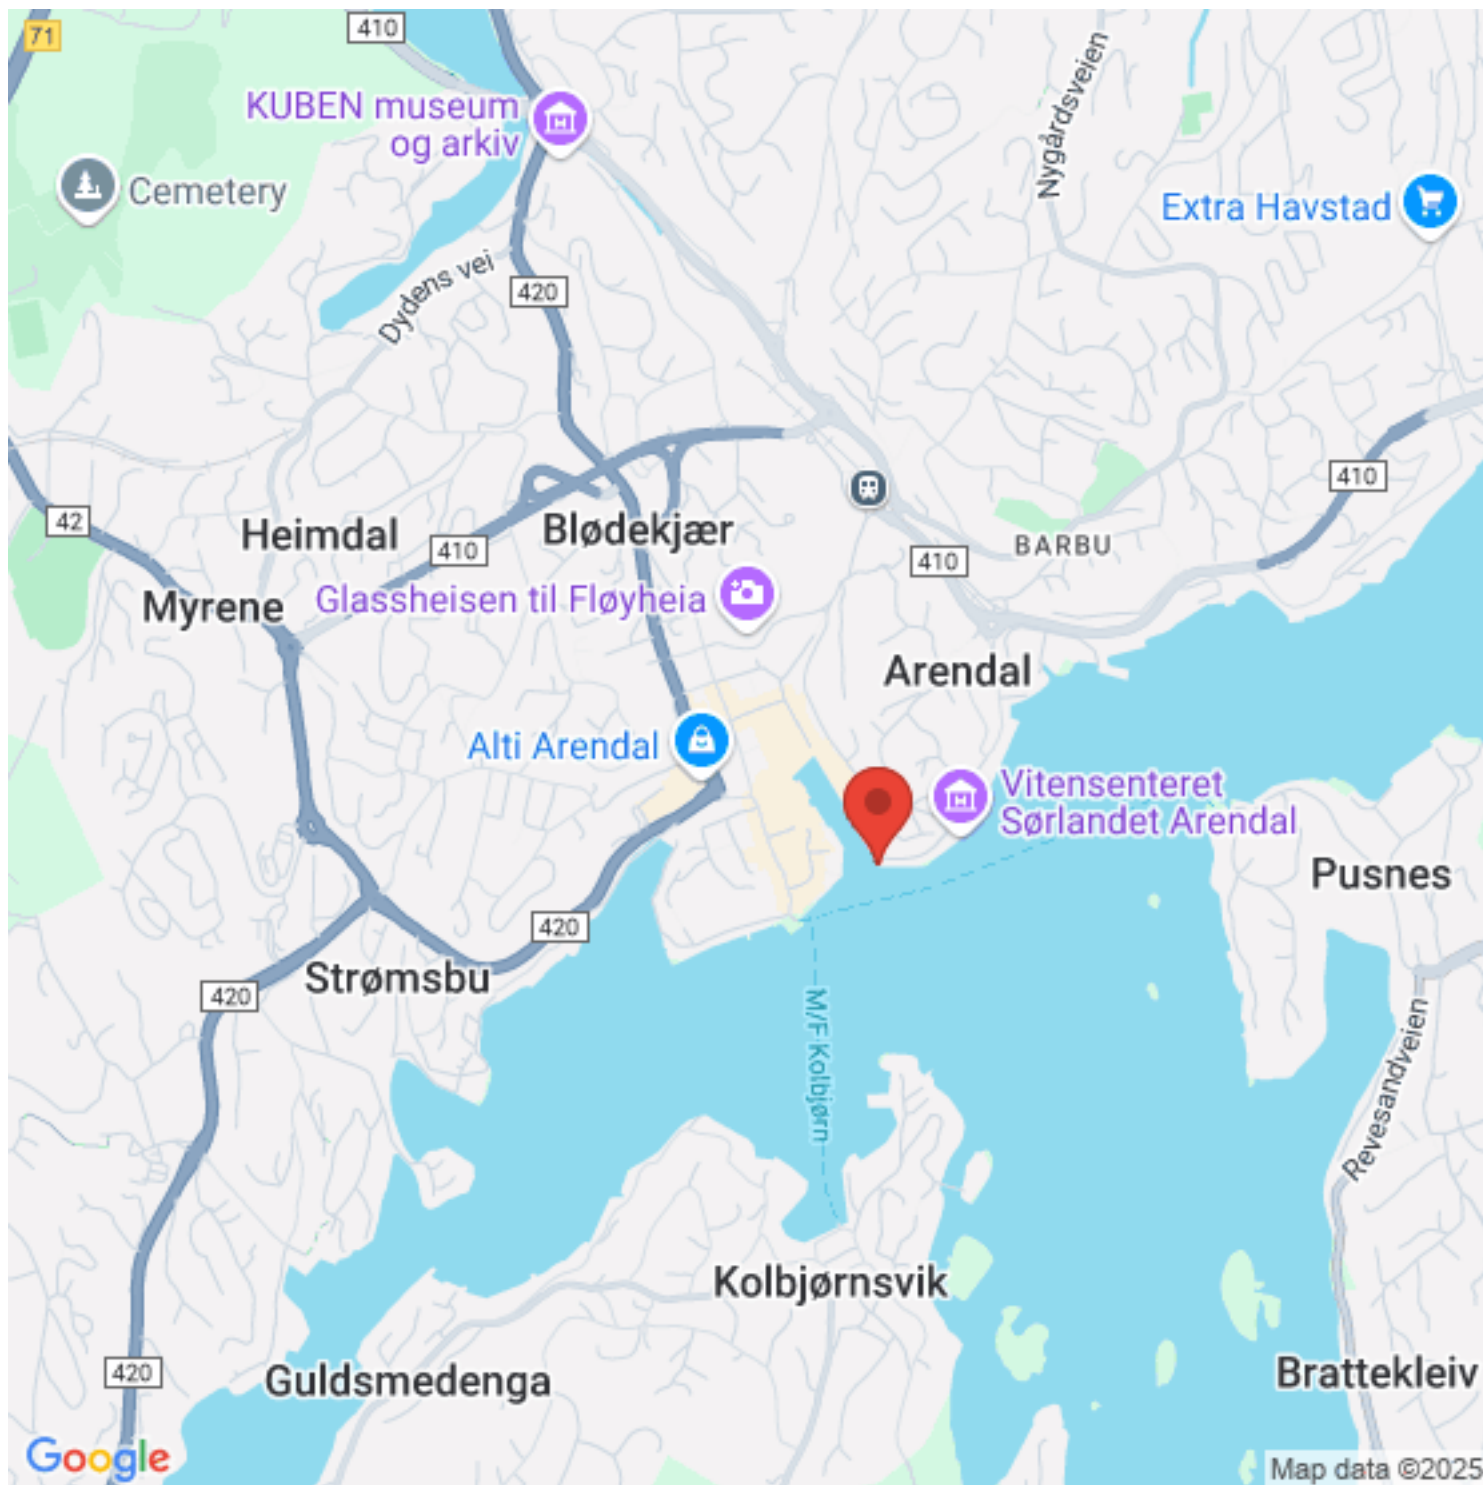 71
410
KUBEN museum
og arkiv
Cemetery
Nygårdsveien
Extra Havstad
Dydens vei
420
410
42
Heimdal
Blødekjær
410
410
BARBU
Glassheisen til Fløyheia
Myrene
Arendal
Alti Arendal
Vitensenteret
Sørlandet Arendal
Pusnes
420
Strømsbu
420
M/F Kolbjørn
Revesandveien
Kolbjørnsvik
420
Guldsmedenga
Brattekleiv
Google
Map data ©2025